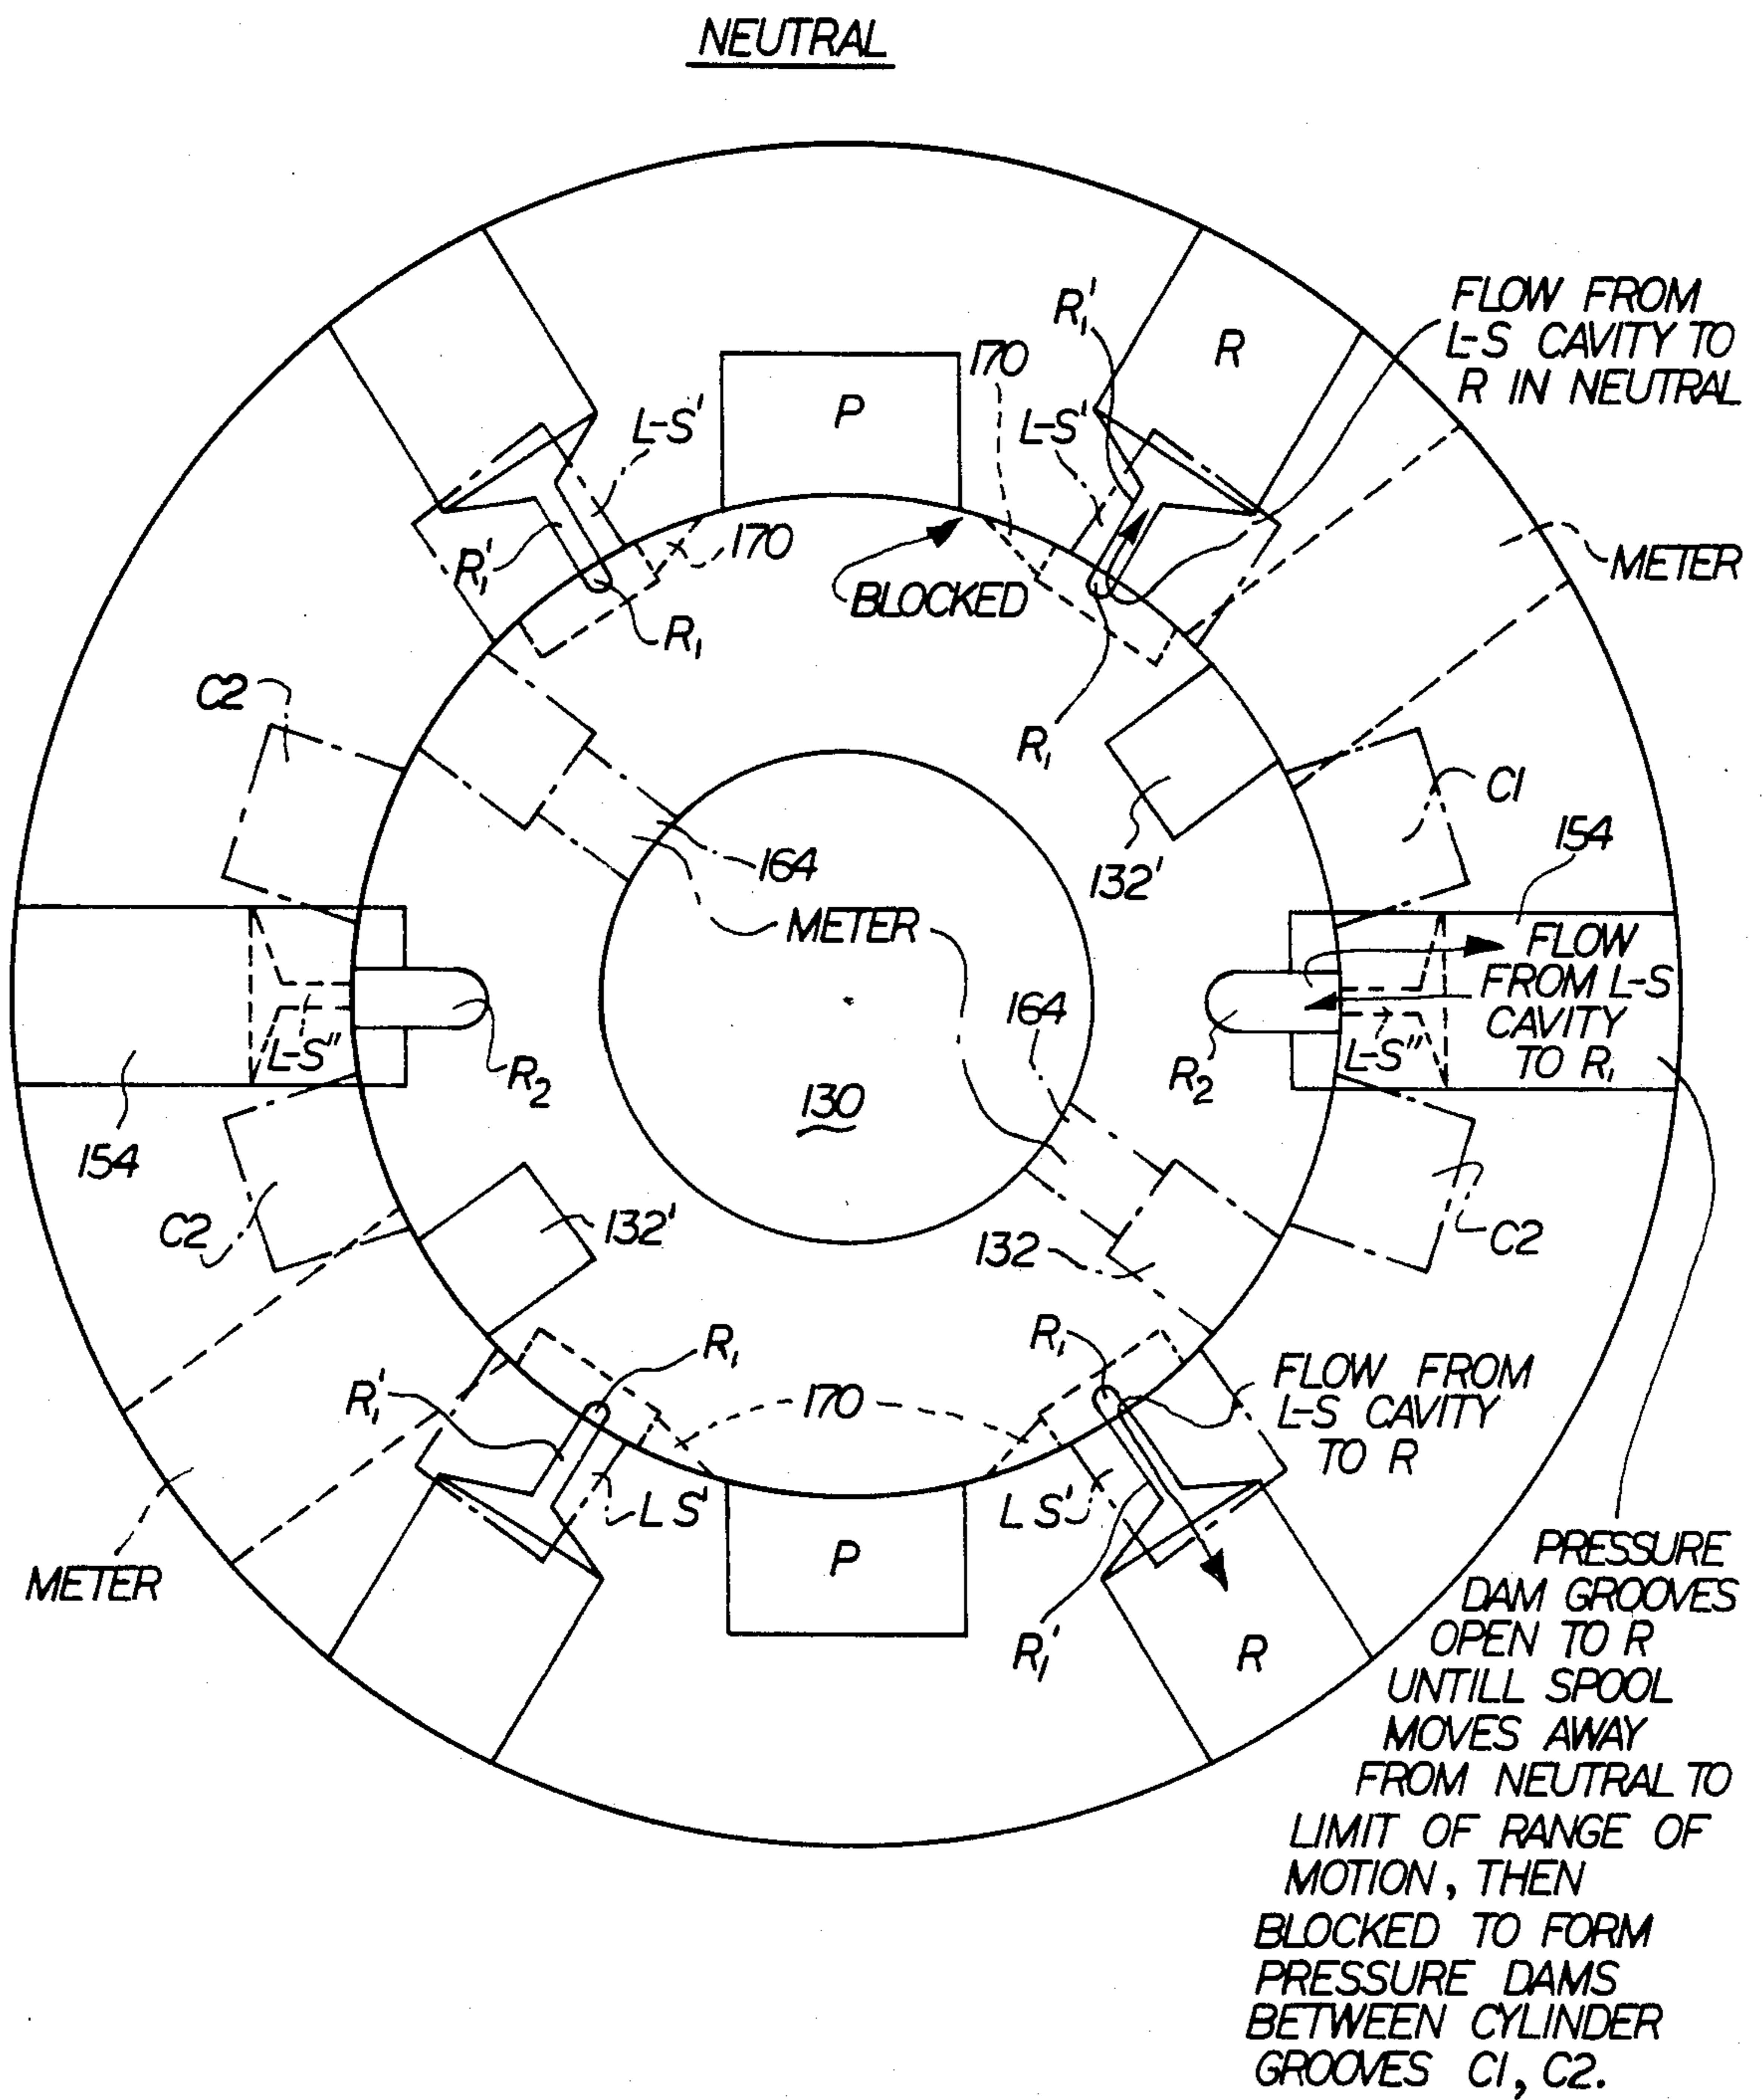 NEUTRAL
R₁'
FLOW FROM
L-S CAVITY TO
R IN NEUTRAL
R
170
P
L-S'
L-S'
170
METER
R₁'
BLOCKED
R₁
C2
R₁
C1
132'
154
164
METER
FLOW
FROM L-S
CAVITY
TO R₁
164
L-S"
R₂
R₂
L-S"
130
154
C2
132'
132
C2
R₁
R₁
R₁'
170
FLOW FROM
L-S CAVITY
TO R
L S'
L S'
METER
P
R₁'
R
PRESSURE
DAM GROOVES
OPEN TO R
UNTILL SPOOL
MOVES AWAY
FROM NEUTRAL TO
LIMIT OF RANGE OF
MOTION, THEN
BLOCKED TO FORM
PRESSURE DAMS
BETWEEN CYLINDER
GROOVES C1, C2.